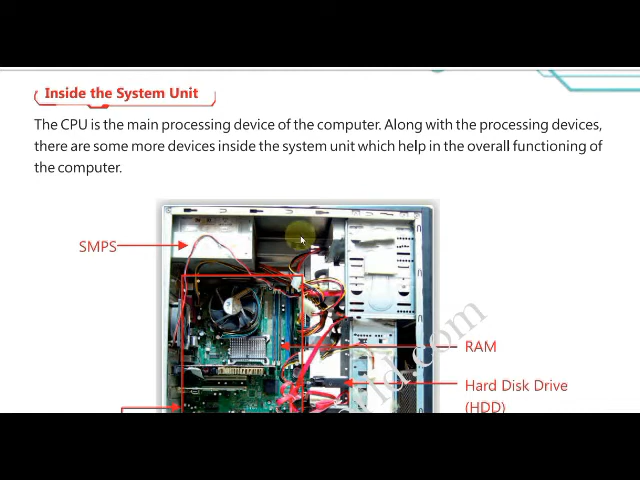 Inside the System Unit
The CPU is the main processing device of the computer. Along with the processing devices,
there are some more devices inside the system unit which help in the overall functioning of
the computer.
SMPS
RAM
Hard Disk Drive
(HDD)